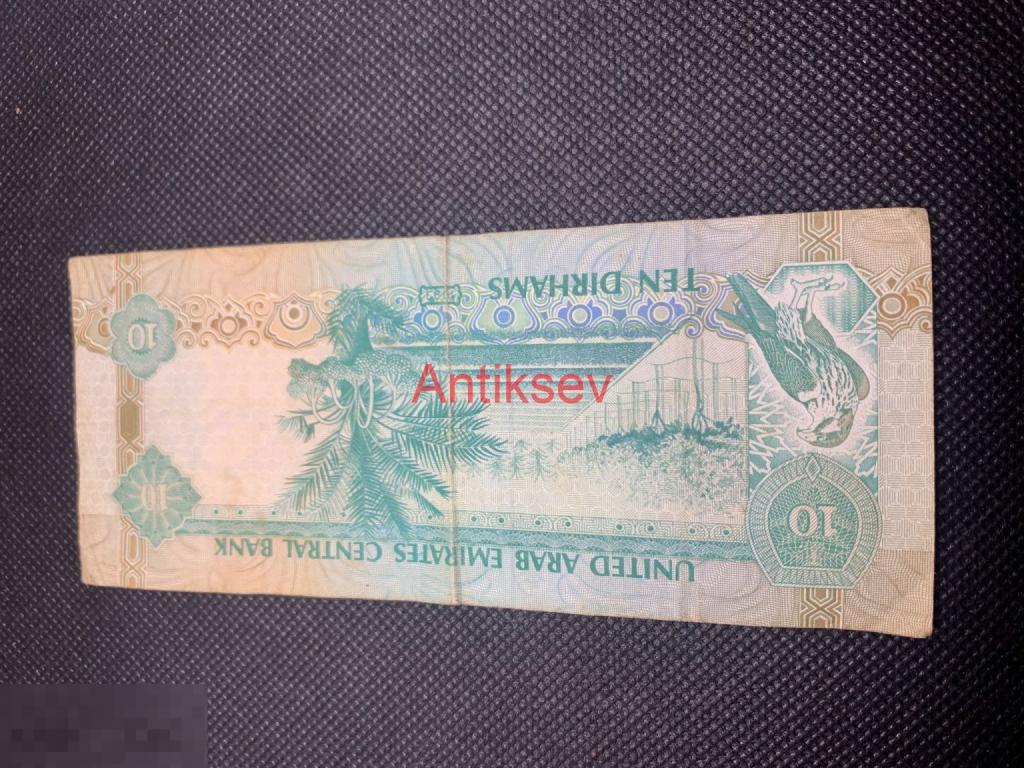 UNITED ARAB EMIRATES CENTRAL BANK
10
10
10
TEN DIRHAMS
Antiksev